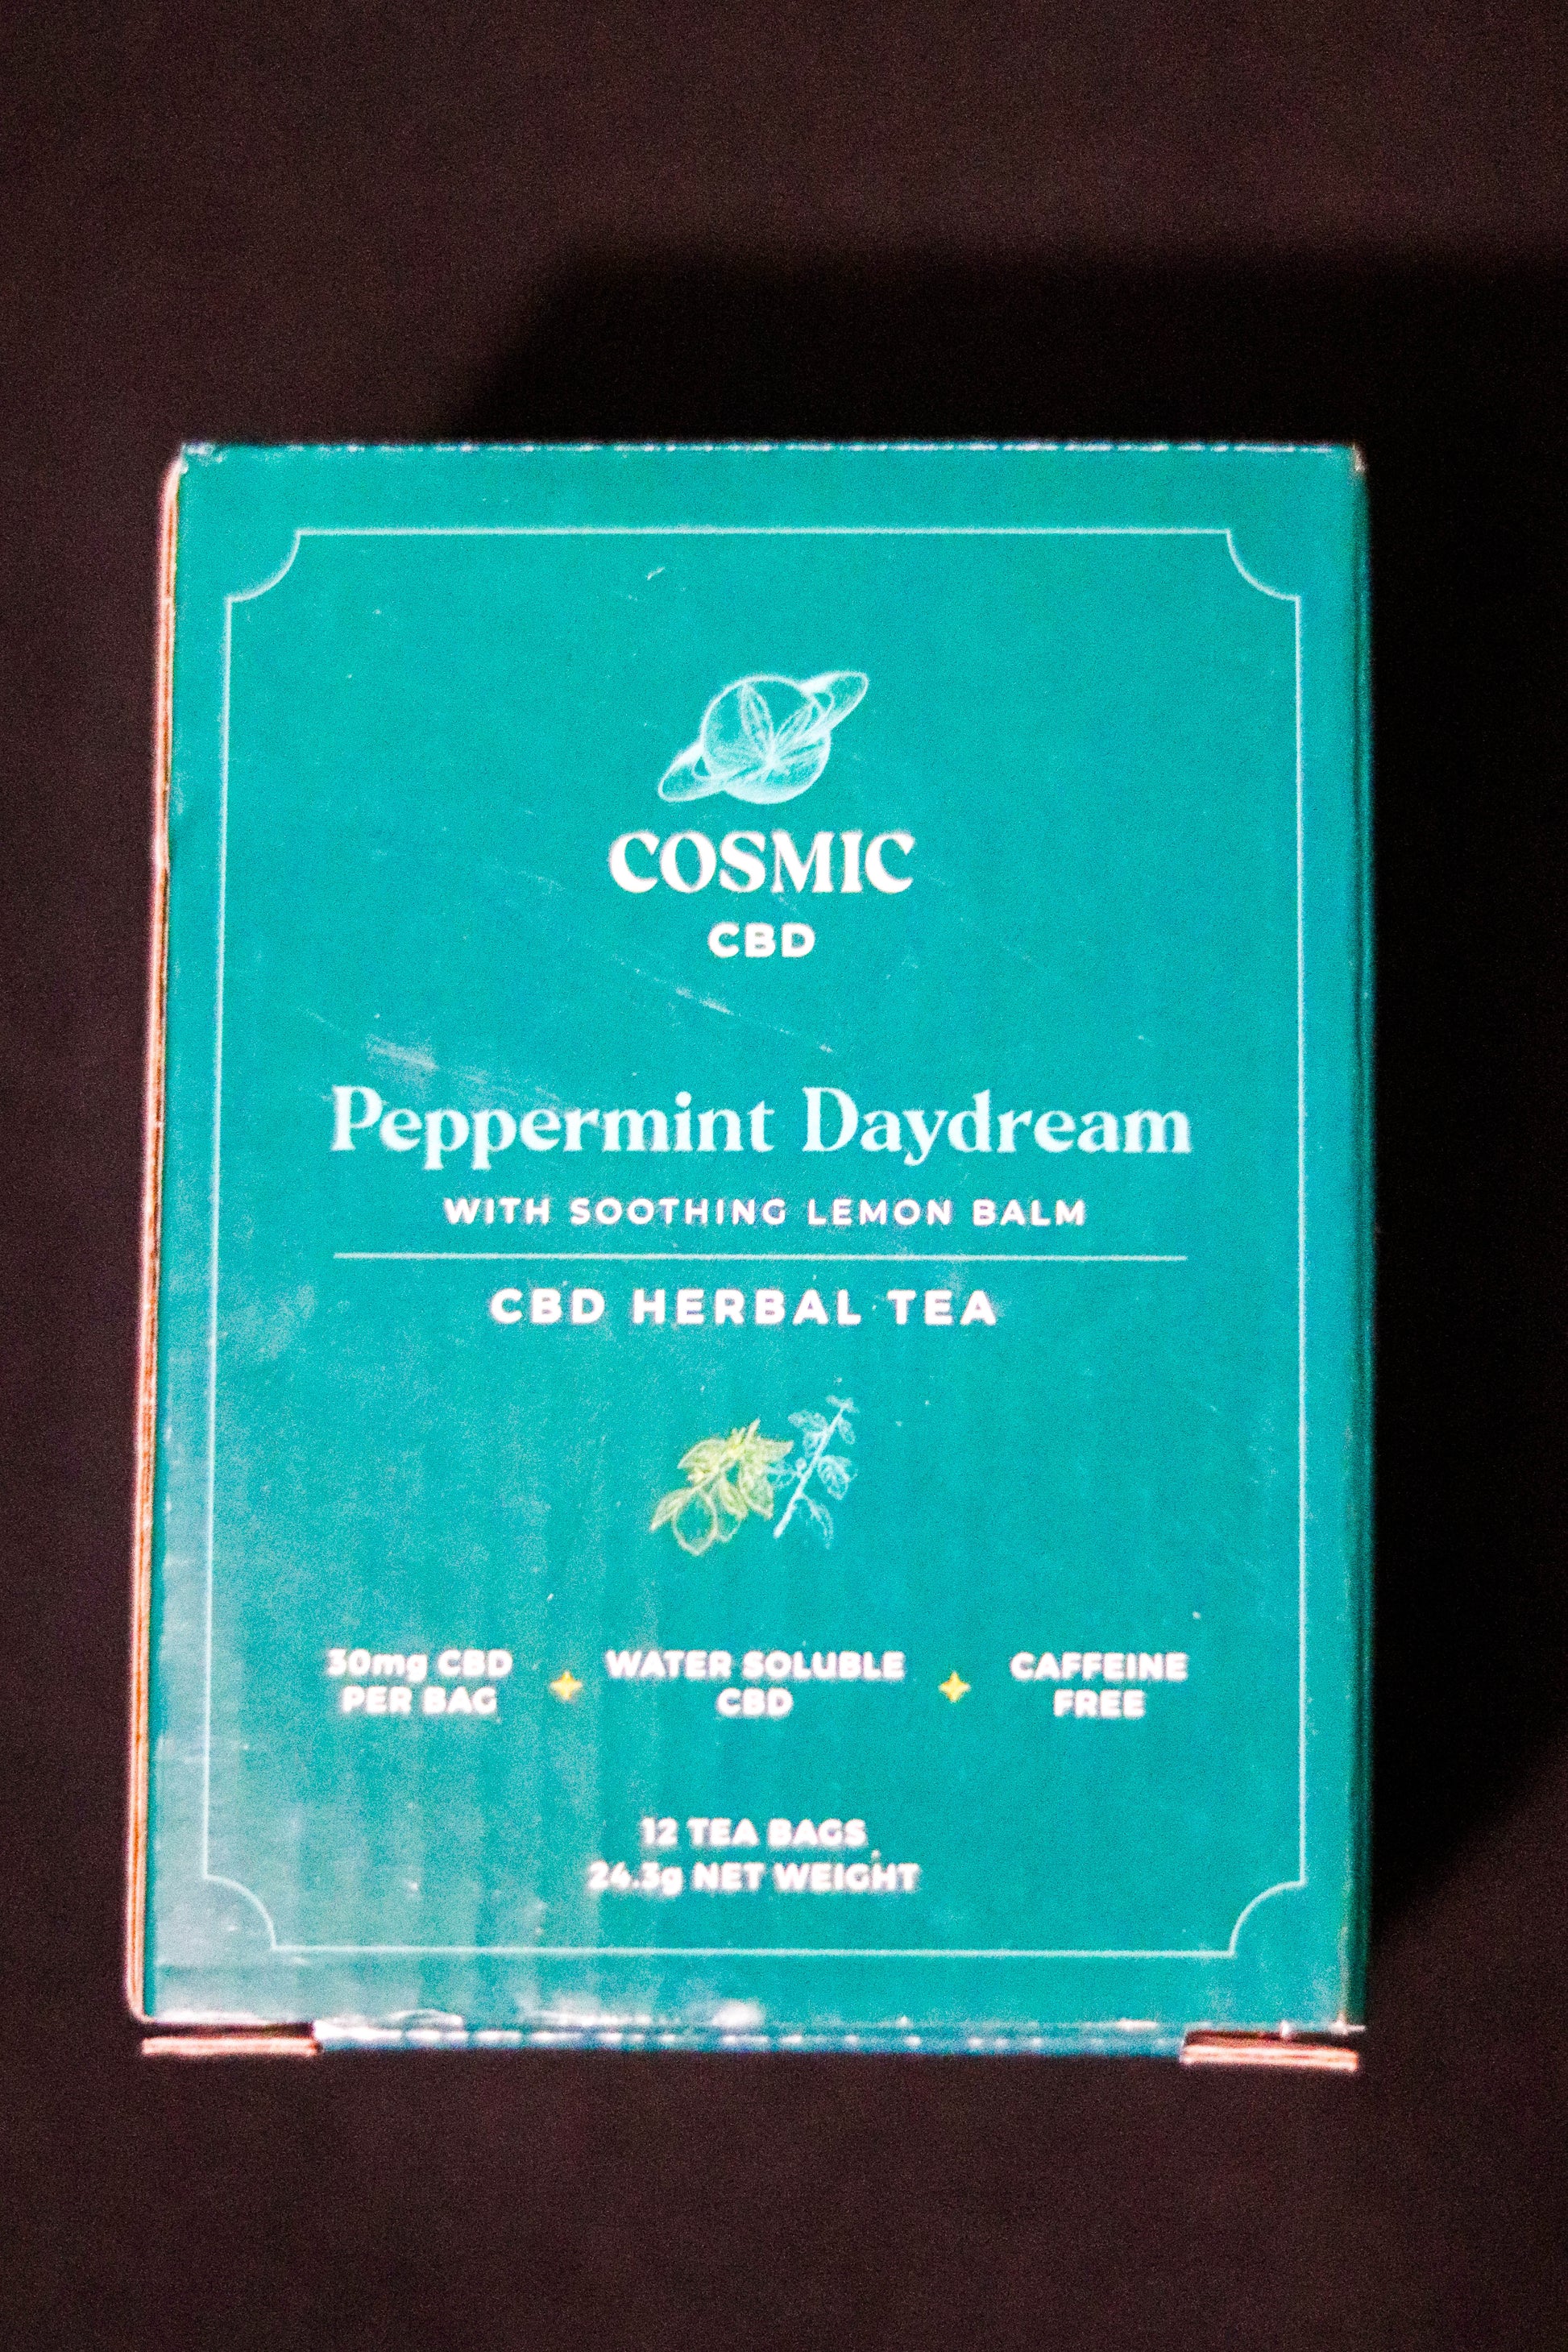 COSMIC
CBD
Peppermint Daydream
WITH SOOTHING LEMON BALM
CBD HERBAL TEA
30mg CBD
PER BAG
WATER SOLUBLE
CBD
CAFFEINE
FREE
12 TEA BAGS
24.3g NET WEIGHT